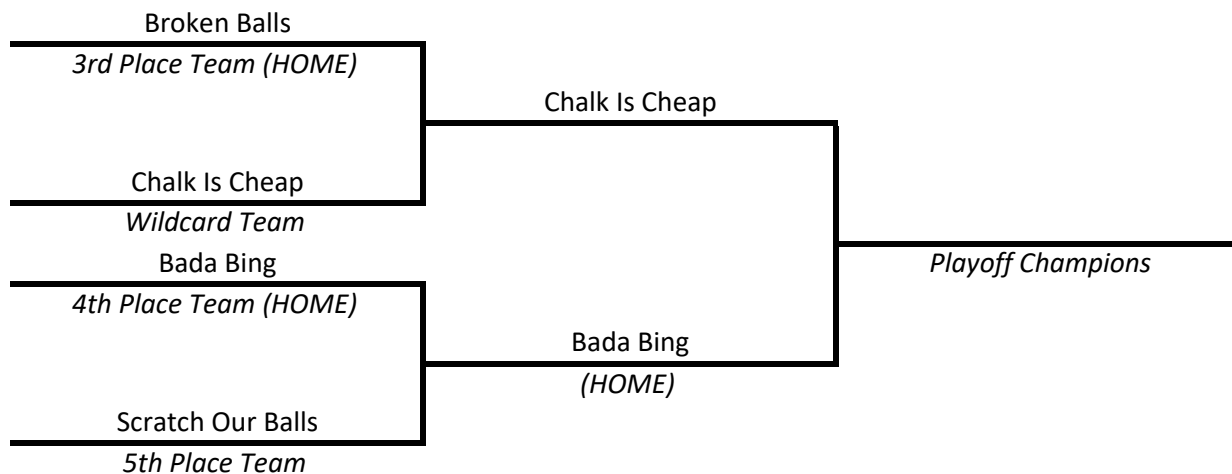 Broken Balls
3rd Place Team (HOME)
Chalk Is Cheap
Chalk Is Cheap
Wildcard Team
Bada Bing
Playoff Champions
4th Place Team (HOME)
Bada Bing
(HOME)
Scratch Our Balls
5th Place Team